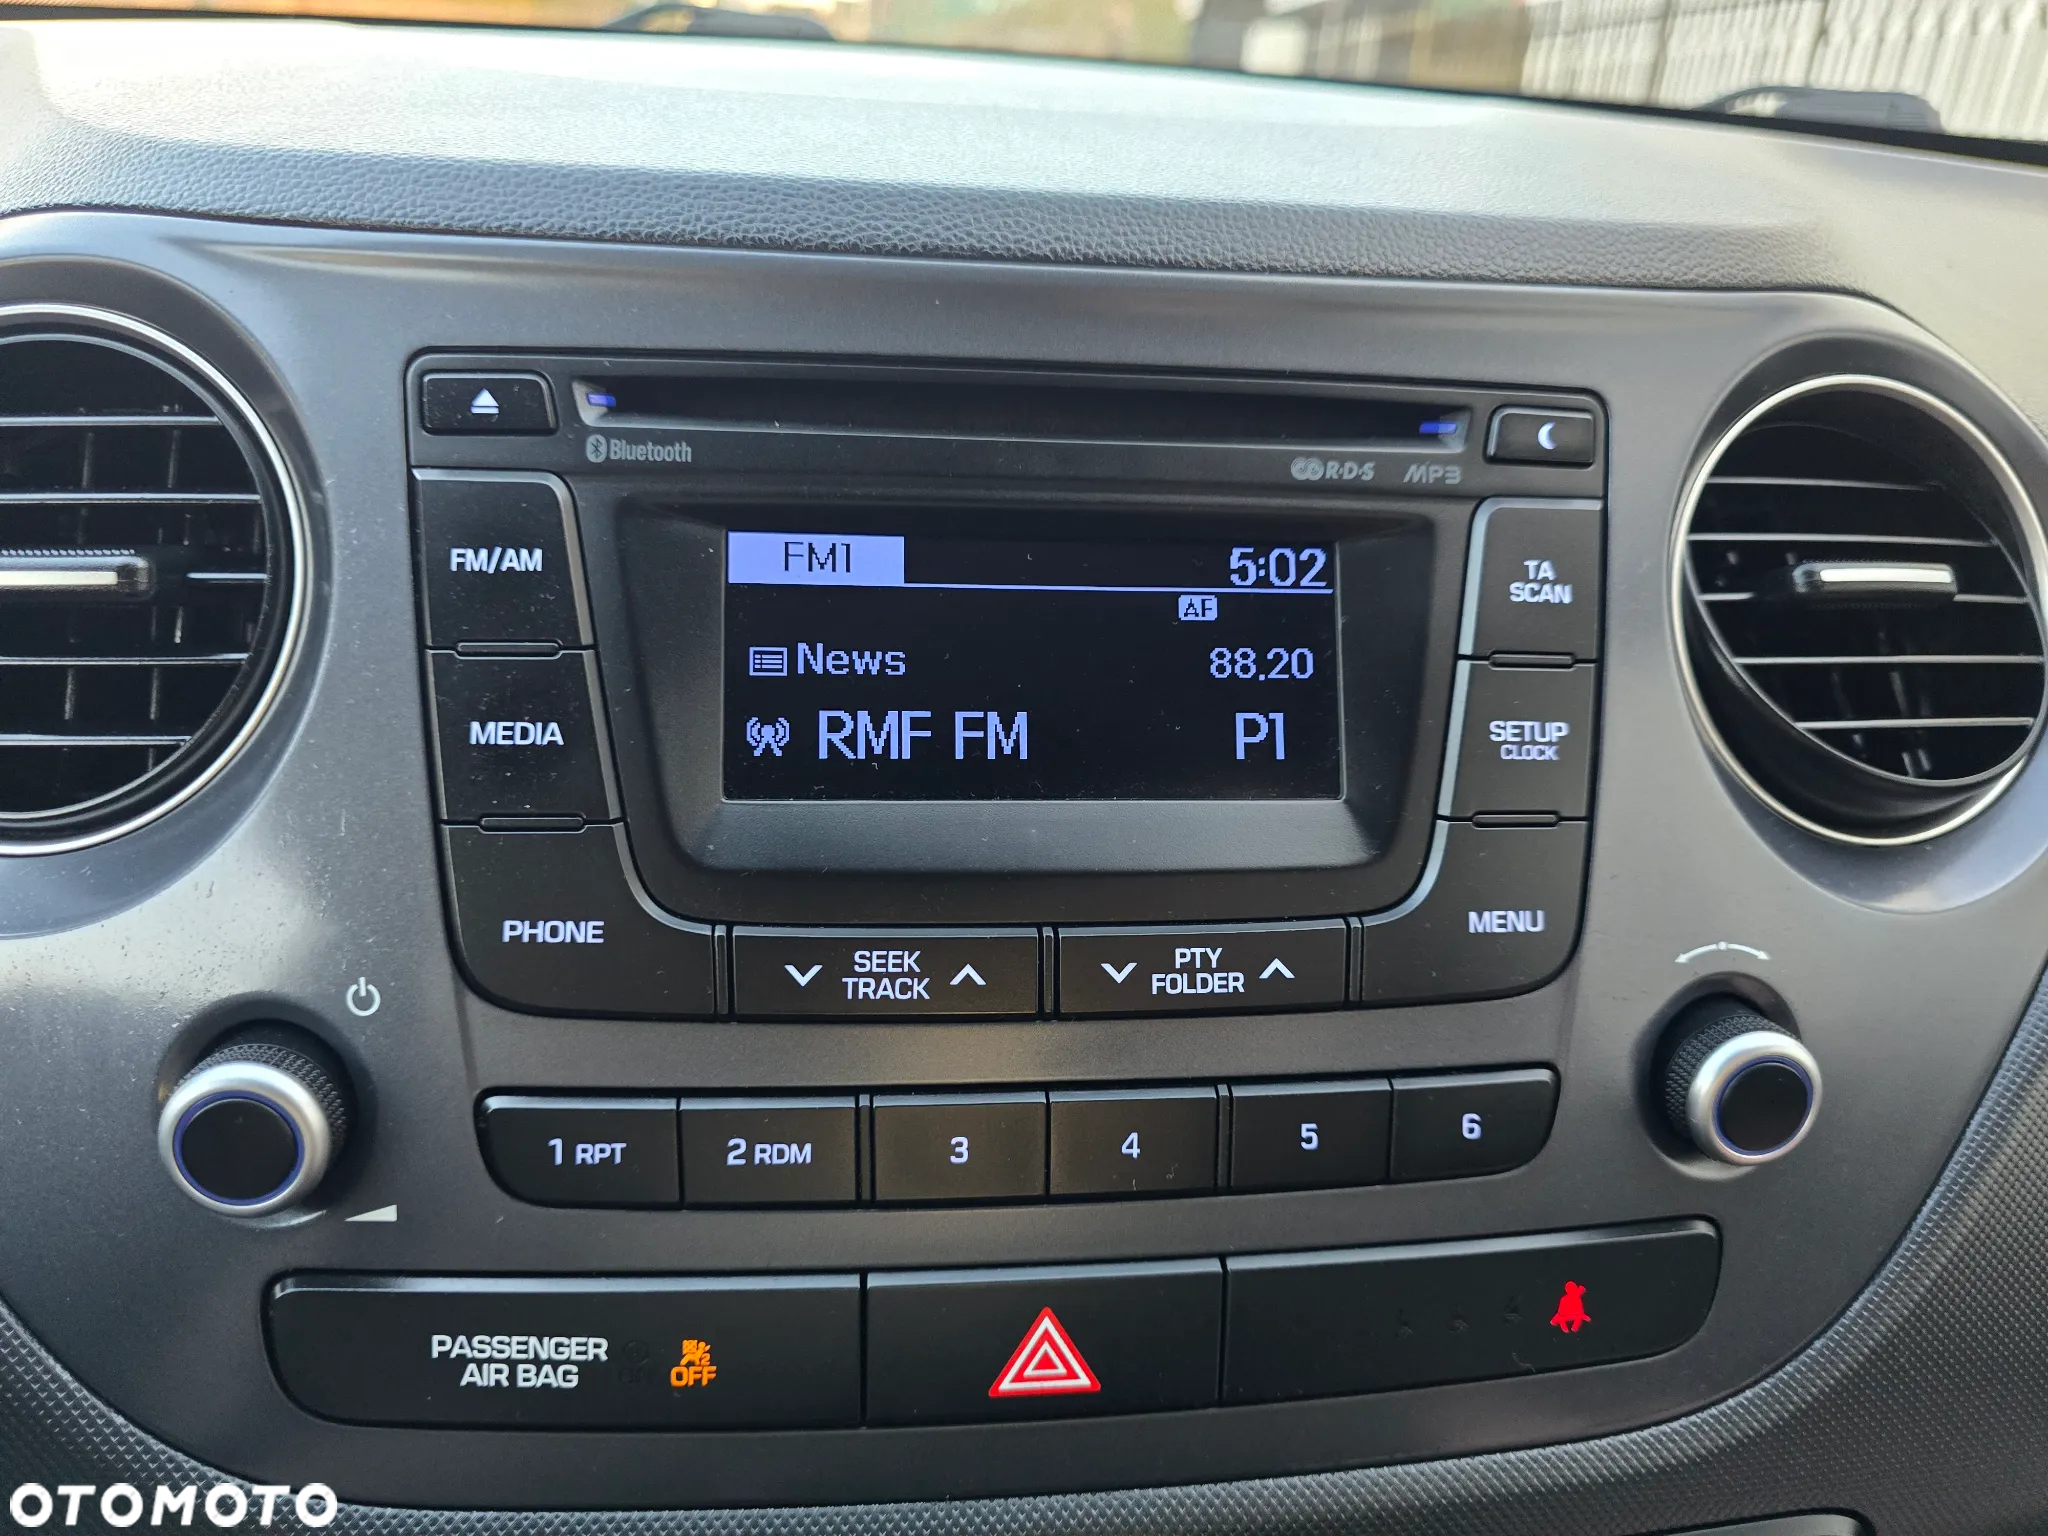 Bluetooth
R·D·S MP3
FM/AM
FM1 5:02
TA
SCAN
AF
News 88.20
MEDIA
RMF FM P1
SETUP
CLOCK
PHONE
SEEK
TRACK
PTY
FOLDER
MENU
1 RPT
2 RDM
3
4
5
6
PASSENGER
AIR BAG
2
OFF
OTOMOTO